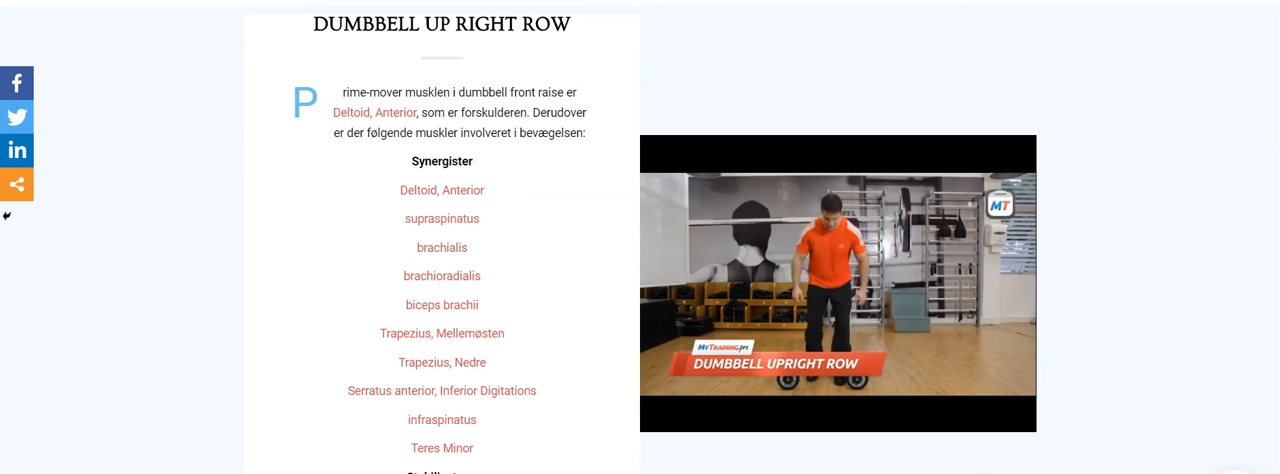 DUMBBELL UP RIGHT ROW
Prime-mover musklen i dumbbell front raise er
Deltoid, Anterior, som er forskulderen. Derudover
er der følgende muskler involveret i bevægelsen:
Synergister
Deltoid, Anterior
supraspinatus
brachialis
brachioradialis
biceps brachii
Trapezius, Mellemøsten
Trapezius, Nedre
Serratus anterior, Inferior Digitations
infraspinatus
Teres Minor
MT
MYTRAINING.pro
DUMBBELL UPRIGHT ROW